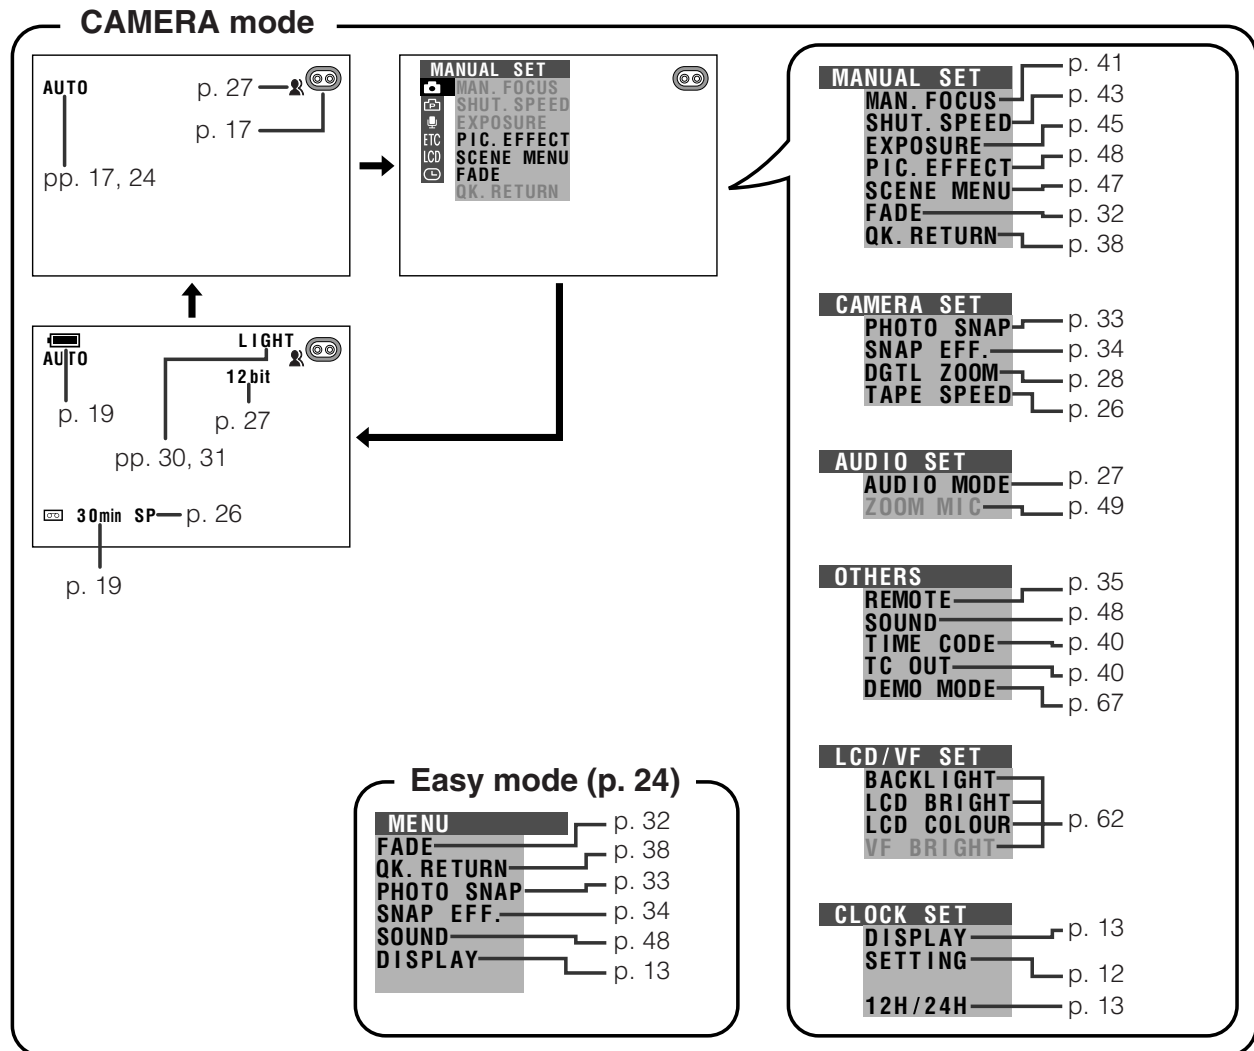 CAMERA mode
AUTO
p. 27
p. 17
pp. 17, 24
MANUAL SET
MAN. FOCUS
SHUT. SPEED
EXPOSURE
ETC PIC. EFFECT
LCD SCENE MENU
FADE
QK. RETURN
LIGHT
AUTO
12bit
p. 19
p. 27
pp. 30, 31
30min SP p. 26
p. 19
MANUAL SET
MAN. FOCUS p. 41
SHUT. SPEED p. 43
EXPOSURE p. 45
PIC. EFFECT p. 48
SCENE MENU p. 47
FADE p. 32
QK. RETURN p. 38
CAMERA SET
PHOTO SNAP p. 33
SNAP EFF. p. 34
DGTL ZOOM p. 28
TAPE SPEED p. 26
AUDIO SET
AUDIO MODE p. 27
ZOOM MIC p. 49
OTHERS
REMOTE p. 35
SOUND p. 48
TIME CODE p. 40
TC OUT p. 40
DEMO MODE p. 67
LCD/VF SET
BACKLIGHT
LCD BRIGHT
LCD COLOUR p. 62
VF BRIGHT
CLOCK SET
DISPLAY p. 13
SETTING p. 12
12H/24H p. 13
Easy mode (p. 24)
MENU
FADE p. 32
QK. RETURN p. 38
PHOTO SNAP p. 33
SNAP EFF. p. 34
SOUND p. 48
DISPLAY p. 13